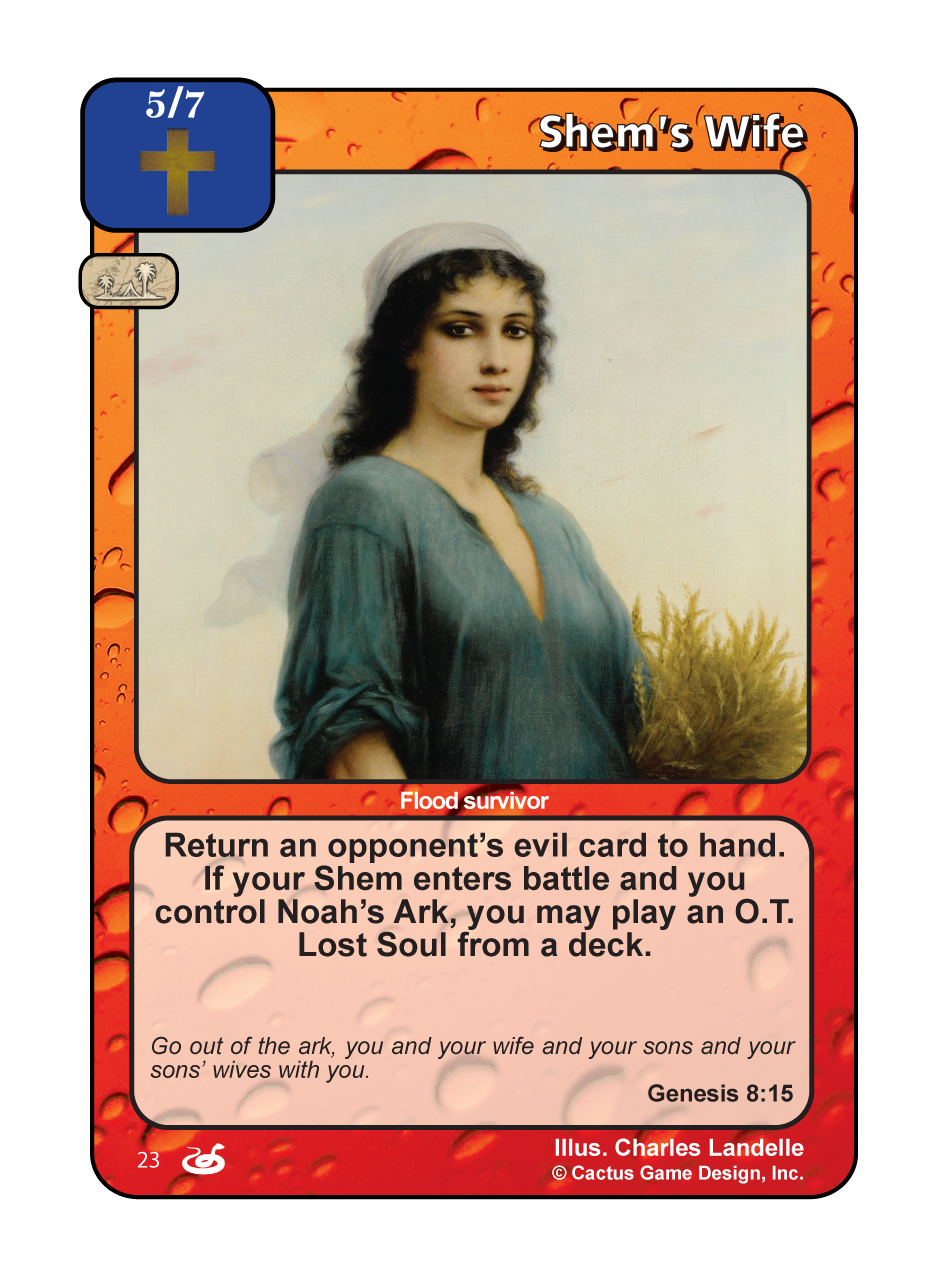 5/7
Shem's Wife
Flood survivor
Return an opponent’s evil card to hand.
If your Shem enters battle and you
control Noah’s Ark, you may play an O.T.
Lost Soul from a deck.
Go out of the ark, you and your wife and your sons and your
sons’ wives with you.
Genesis 8:15
23
Illus. Charles Landelle
© Cactus Game Design, Inc.